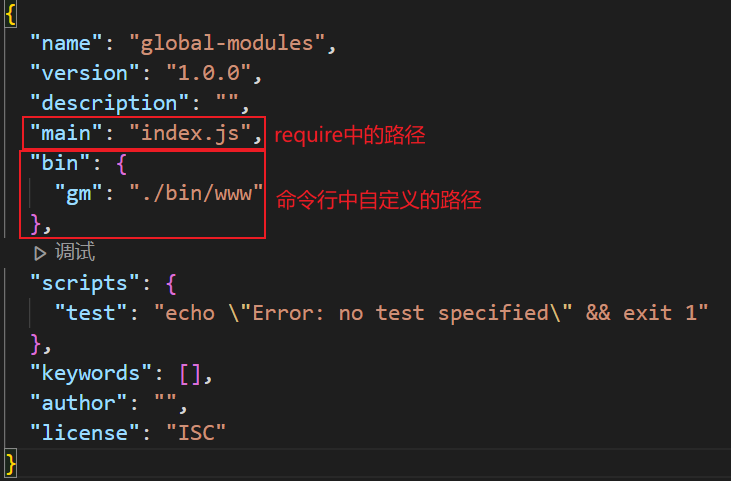 {
"name": "global-modules",
"version": "1.0.0",
"description": "",
"main": "index.js", require中的路径
"bin": {
"gm": "./bin/www" 命令行中自定义的路径
},
调试
"scripts": {
"test": "echo \"Error: no test specified\" && exit 1"
},
"keywords": [],
"author": "",
"license": "ISC"
}